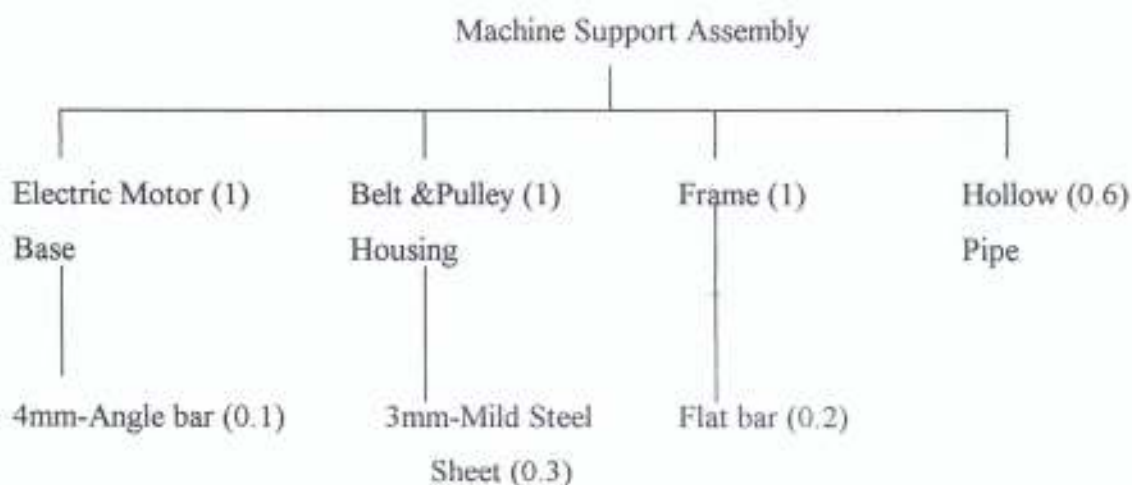 Machine Support Assembly
Electric Motor (1) Belt &Pulley (1) Frame (1) Hollow (0.6)
Base Housing Pipe
4mm-Angle bar (0.1) 3mm-Mild Steel Flat bar (0.2)
Sheet (0.3)